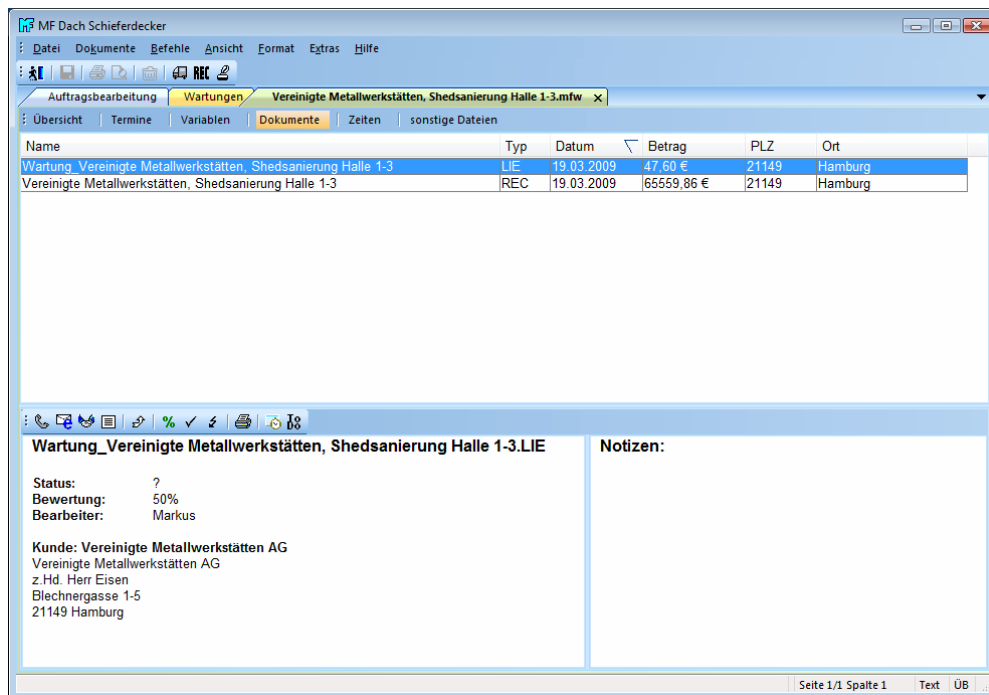 MF MF Dach Schieferdecker
Datei Dokumente Befehle Ansicht Format Extras Hilfe
REC
Auftragsbearbeitung Wartungen Vereinigte Metallwerkstätten, Shedsanierung Halle 1-3.mfw x
Übersicht Termine Variablen Dokumente Zeiten sonstige Dateien
Name Typ Datum Betrag PLZ Ort
Wartung_Vereinigte Metallwerkstätten, Shedsanierung Halle 1-3 LIE 19.03.2009 47,60 € 21149 Hamburg
Vereinigte Metallwerkstätten, Shedsanierung Halle 1-3 REC 19.03.2009 65559,86 € 21149 Hamburg
%
Wartung_Vereinigte Metallwerkstätten, Shedsanierung Halle 1-3.LIE
Status: ?
Bewertung: 50%
Bearbeiter: Markus
Kunde: Vereinigte Metallwerkstätten AG
Vereinigte Metallwerkstätten AG
z.Hd. Herr Eisen
Blechnergasse 1-5
21149 Hamburg
Notizen:
Seite 1/1 Spalte 1 Text ÜB